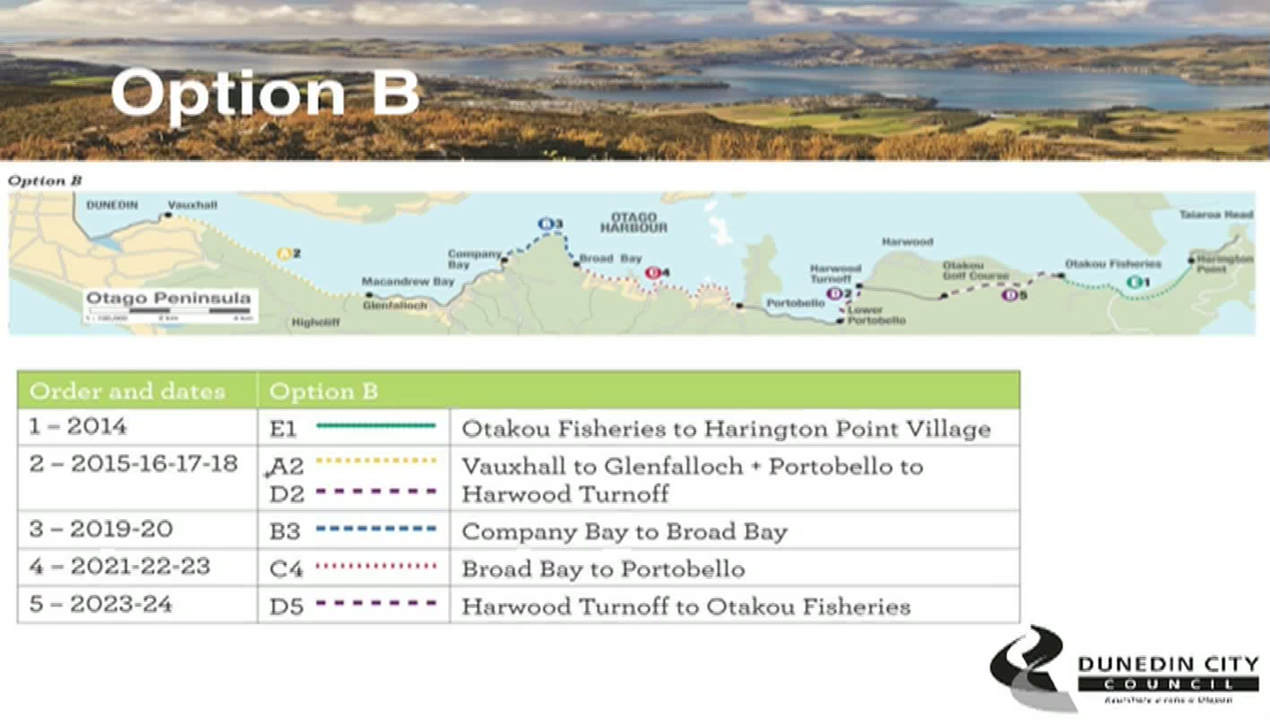 Option B
Option B
DUNEDIN
Vauxhall
A2
Macandrew Bay
Glenfalloch
Highcliff
Otago Peninsula
2 km
4 km
Company
Bay
B3
Broad Bay
C4
OTAGO
HARBOUR
Portobello
Harwood
Turnoff
D2
Lower
Portobello
Harwood
Otakou
Golf Course
D5
Otakou Fisheries
E1
Taiaroa Head
Harington
Point
Order and dates Option B
1 – 2014 E1 Otakou Fisheries to Harington Point Village
2 – 2015-16-17-18 A2 Vauxhall to Glenfalloch + Portobello to
D2 Harwood Turnoff
3 – 2019-20 B3 Company Bay to Broad Bay
4 – 2021-22-23 C4 Broad Bay to Portobello
5 – 2023-24 D5 Harwood Turnoff to Otakou Fisheries
DUNEDIN CITY
COUNCIL